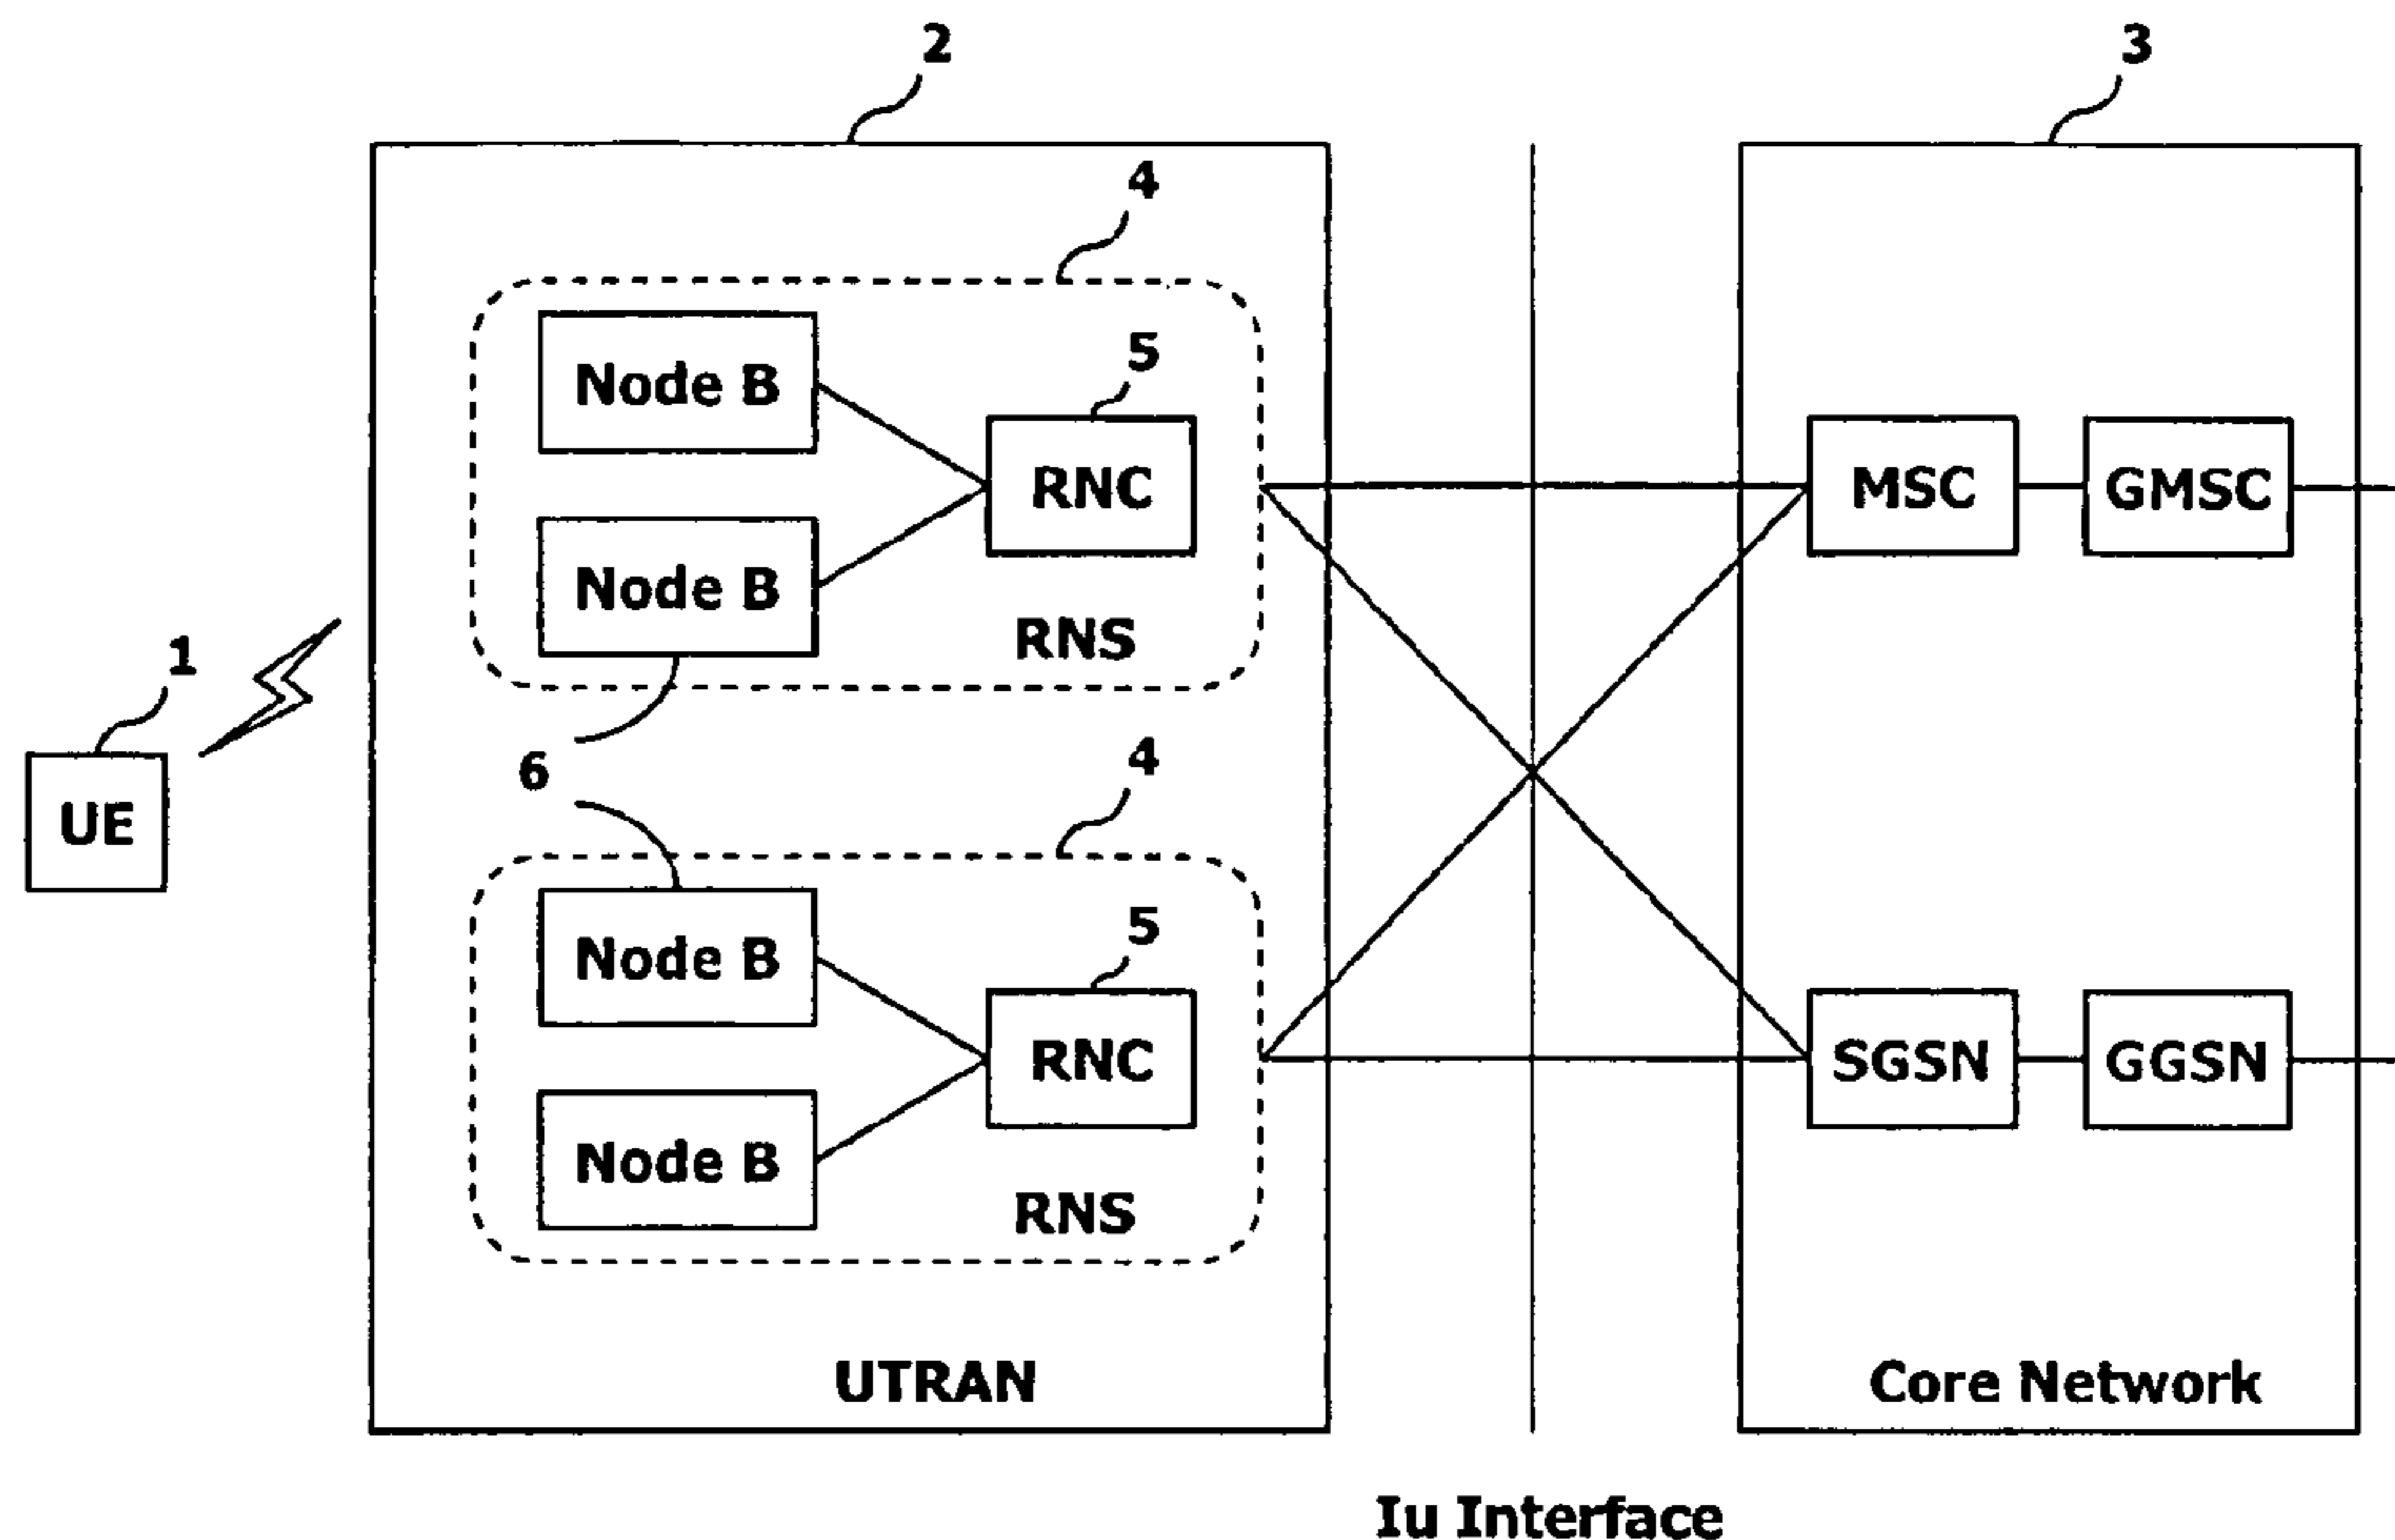 2
3
4
Node B
5
RNC
MSC
GMSC
Node B
RNS
1
6
4
UE
Node B
5
RNC
SGSN
GGSN
Node B
RNS
UTRAN
Core Network
Iu Interface